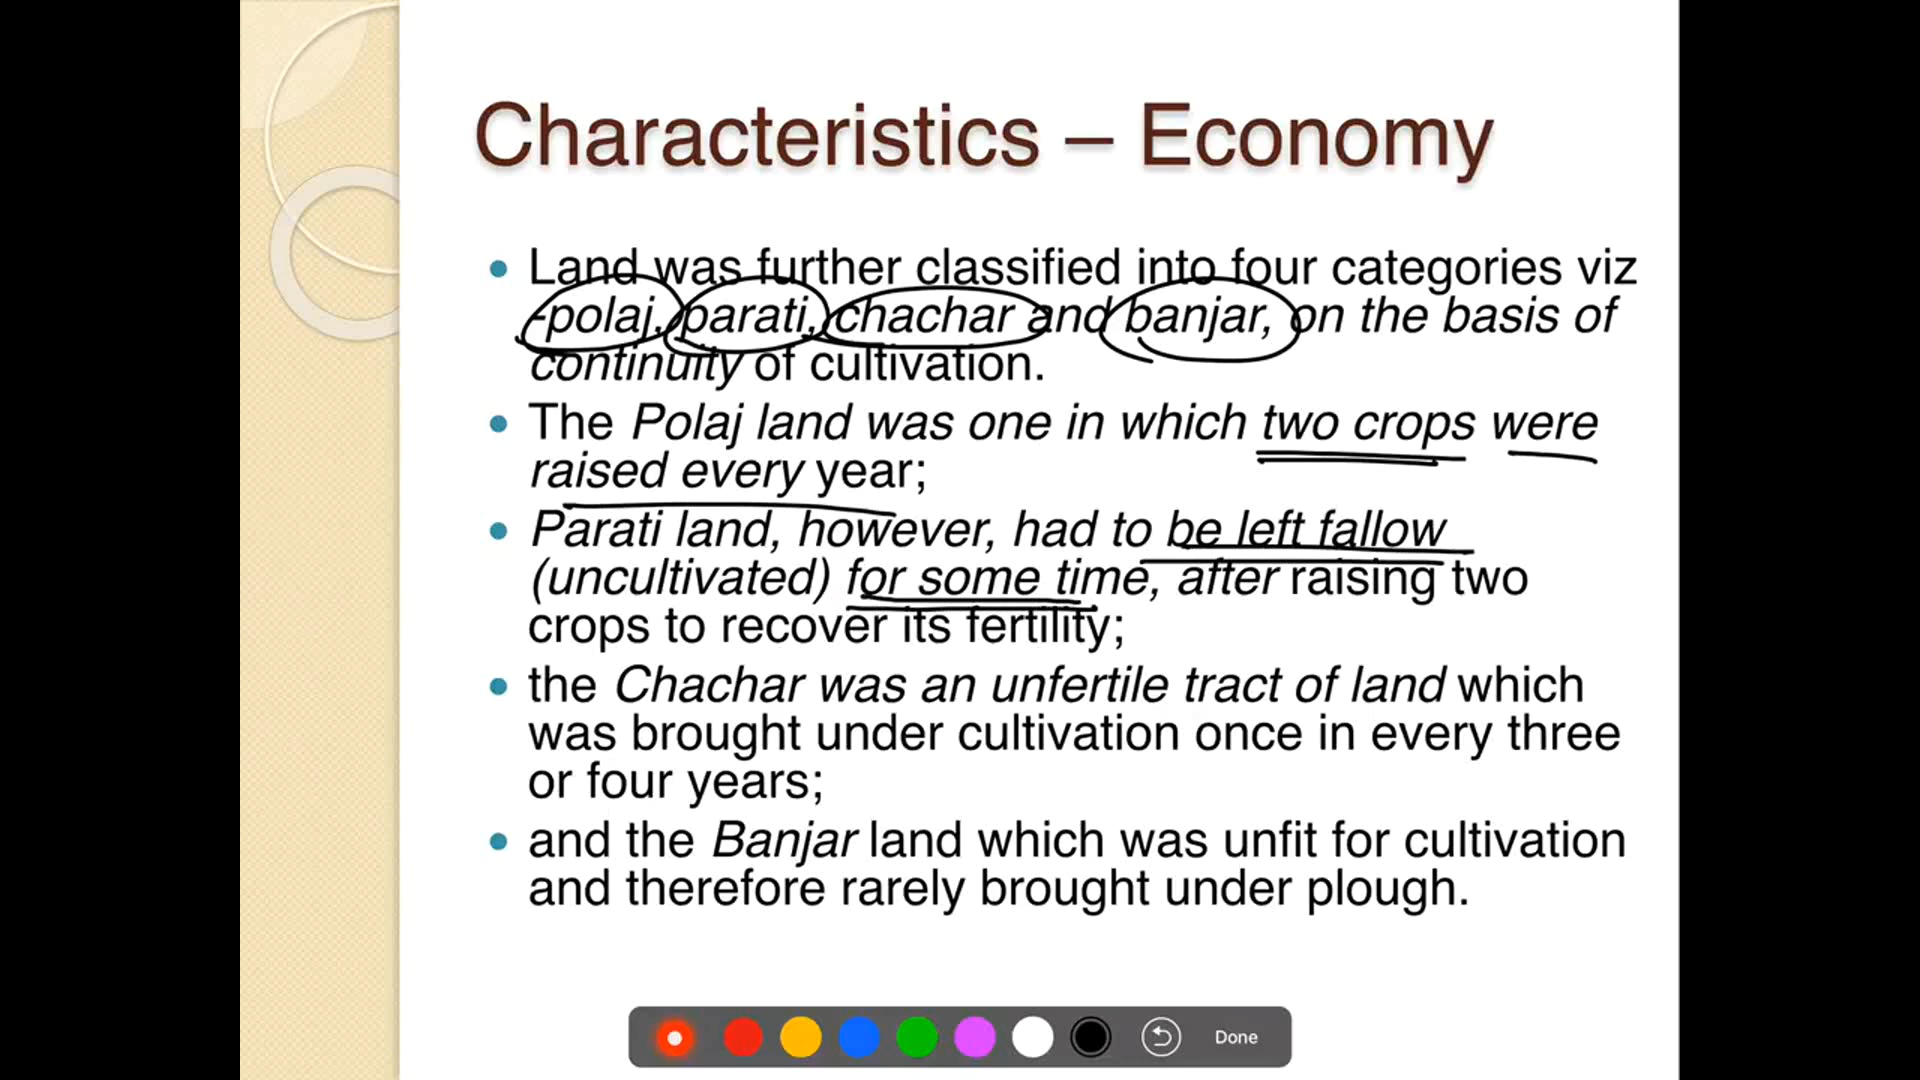 Characteristics – Economy
Land was further classified into four categories viz
-polaj, parati, chachar and banjar, on the basis of
continuity of cultivation.
The Polaj land was one in which two crops were
raised every year;
Parati land, however, had to be left fallow
(uncultivated) for some time, after raising two
crops to recover its fertility;
the Chachar was an unfertile tract of land which
was brought under cultivation once in every three
or four years;
and the Banjar land which was unfit for cultivation
and therefore rarely brought under plough.
Done